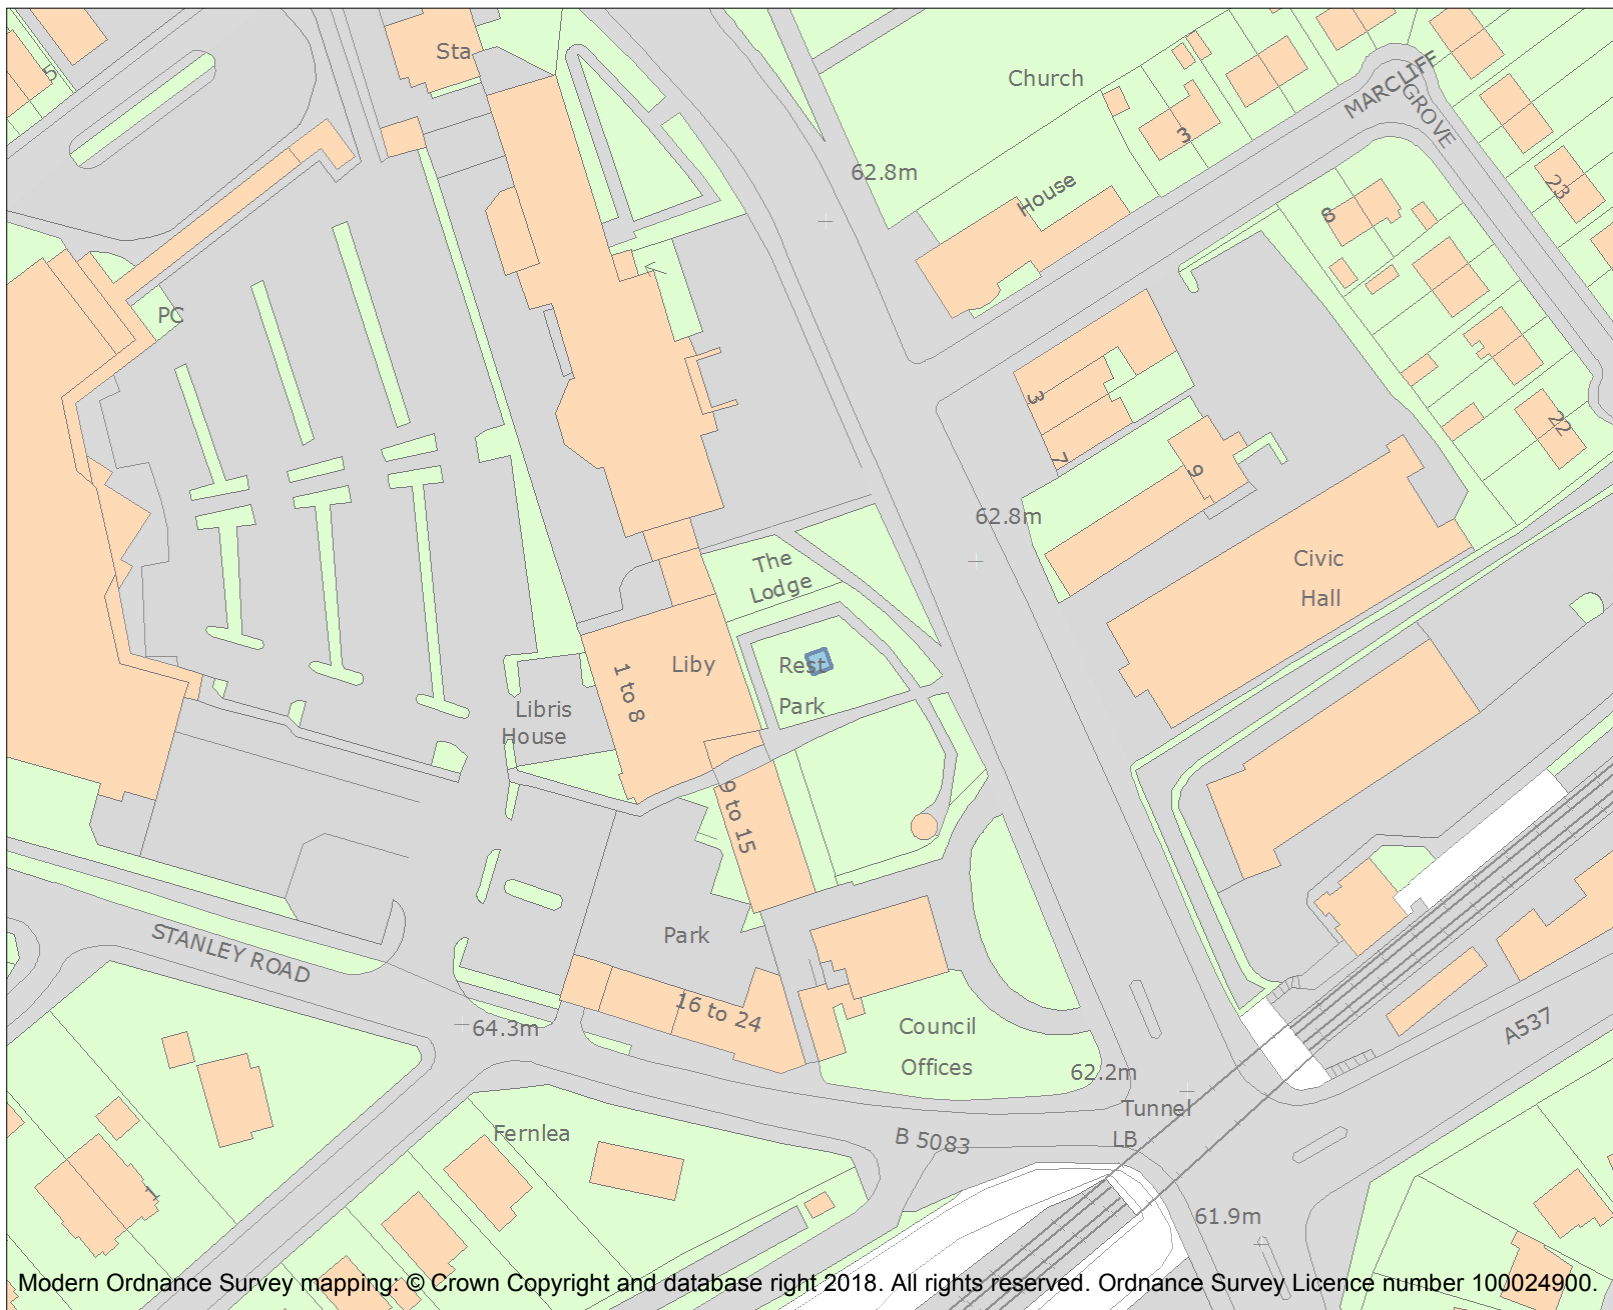 Sta
5
Church
MARCLIFF
GROVE
3
62.8m
House
23
PC
3
7
9
22
62.8m
The
Lodge
Civic
Hall
Rest
Park
Liby
1 to 8
Libris
House
9 to 15
Park
STANLEY ROAD
16 to 24
64.3m
Council
Offices
62.2m
Tunnel
LB
A537
B 5083
Fernlea
1
61.9m
Modern Ordnance Survey mapping: © Crown Copyright and database right 2018. All rights reserved. Ordnance Survey Licence number 100024900.